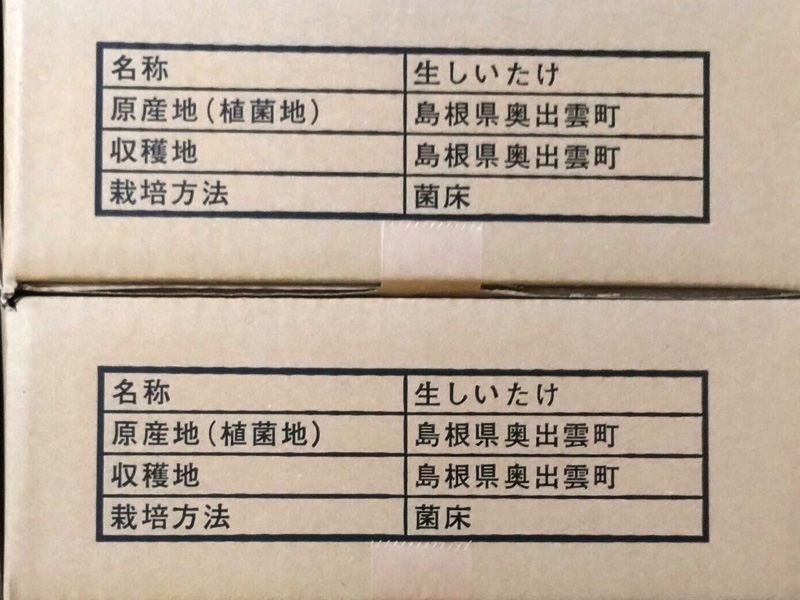 名称 生しいたけ
原産地(植菌地) 島根県奥出雲町
収穫地 島根県奥出雲町
栽培方法 菌床
名称 生しいたけ
原産地(植菌地) 島根県奥出雲町
収穫地 島根県奥出雲町
栽培方法 菌床